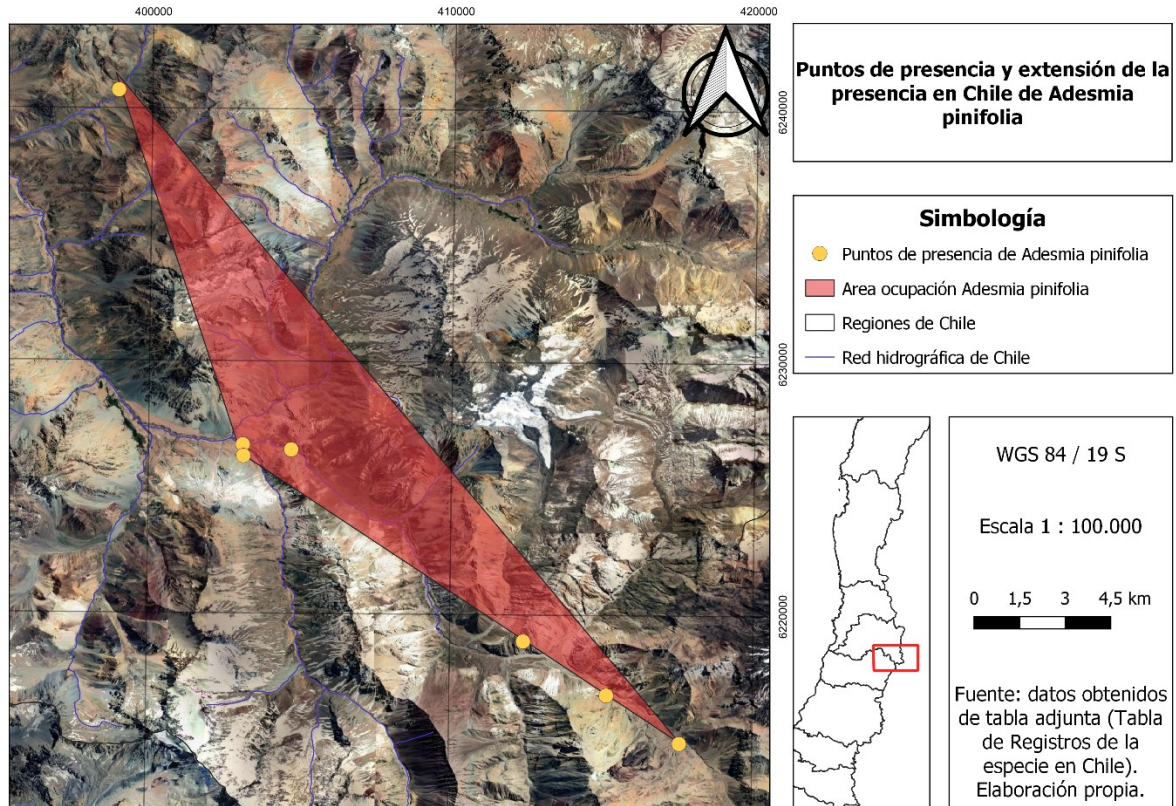 400000
410000
420000
6240000
6230000
6220000
Puntos de presencia y extensión de la
presencia en Chile de Adesmia
pinifolia
Simbología
Puntos de presencia de Adesmia pinifolia
Area ocupación Adesmia pinifolia
Regiones de Chile
Red hidrográfica de Chile
WGS 84 / 19 S
Escala 1 : 100.000
0 1,5 3 4,5 km
Fuente: datos obtenidos
de tabla adjunta (Tabla
de Registros de la
especie en Chile).
Elaboración propia.